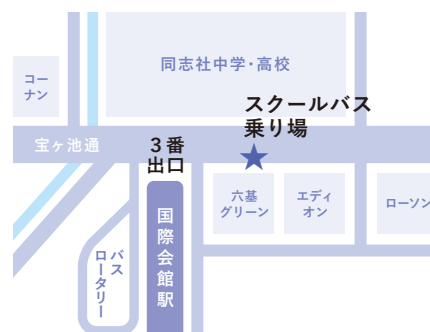 同志社中学・高校
コー
ナン
スクールバス
乗り場
宝ヶ池通
3番
出口
六基
グリーン
エディ
オン
ローソン
国際会館駅
バス
ロータリー